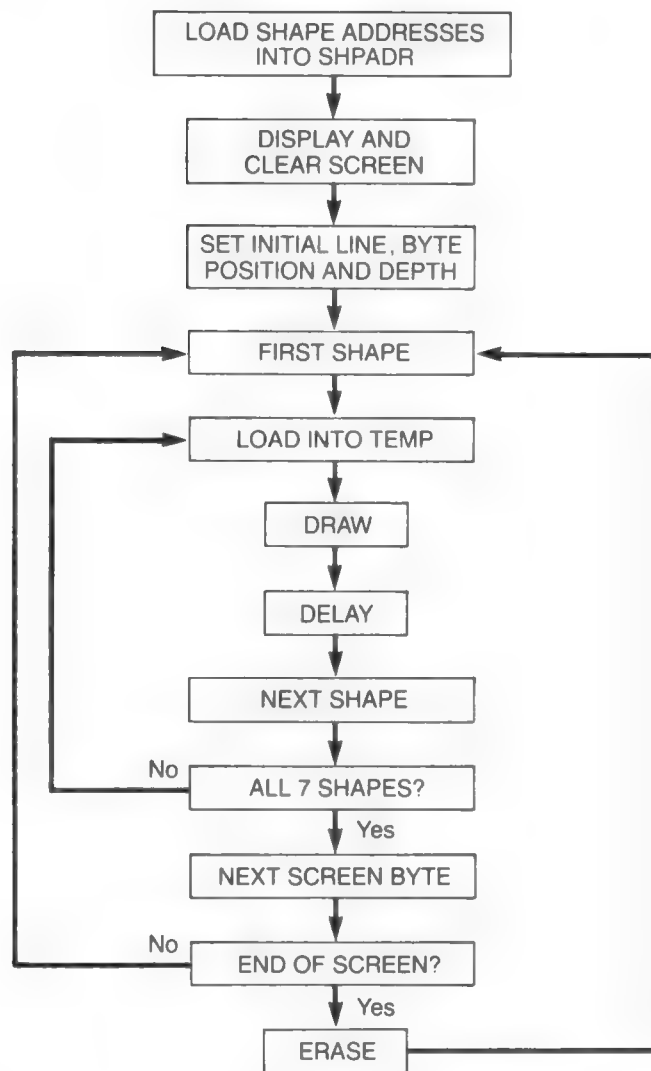 LOAD SHAPE ADDRESSES
INTO SHPADR
DISPLAY AND
CLEAR SCREEN
SET INITIAL LINE, BYTE
POSITION AND DEPTH
FIRST SHAPE
LOAD INTO TEMP
DRAW
DELAY
NEXT SHAPE
No
ALL 7 SHAPES?
Yes
NEXT SCREEN BYTE
No
END OF SCREEN?
Yes
ERASE